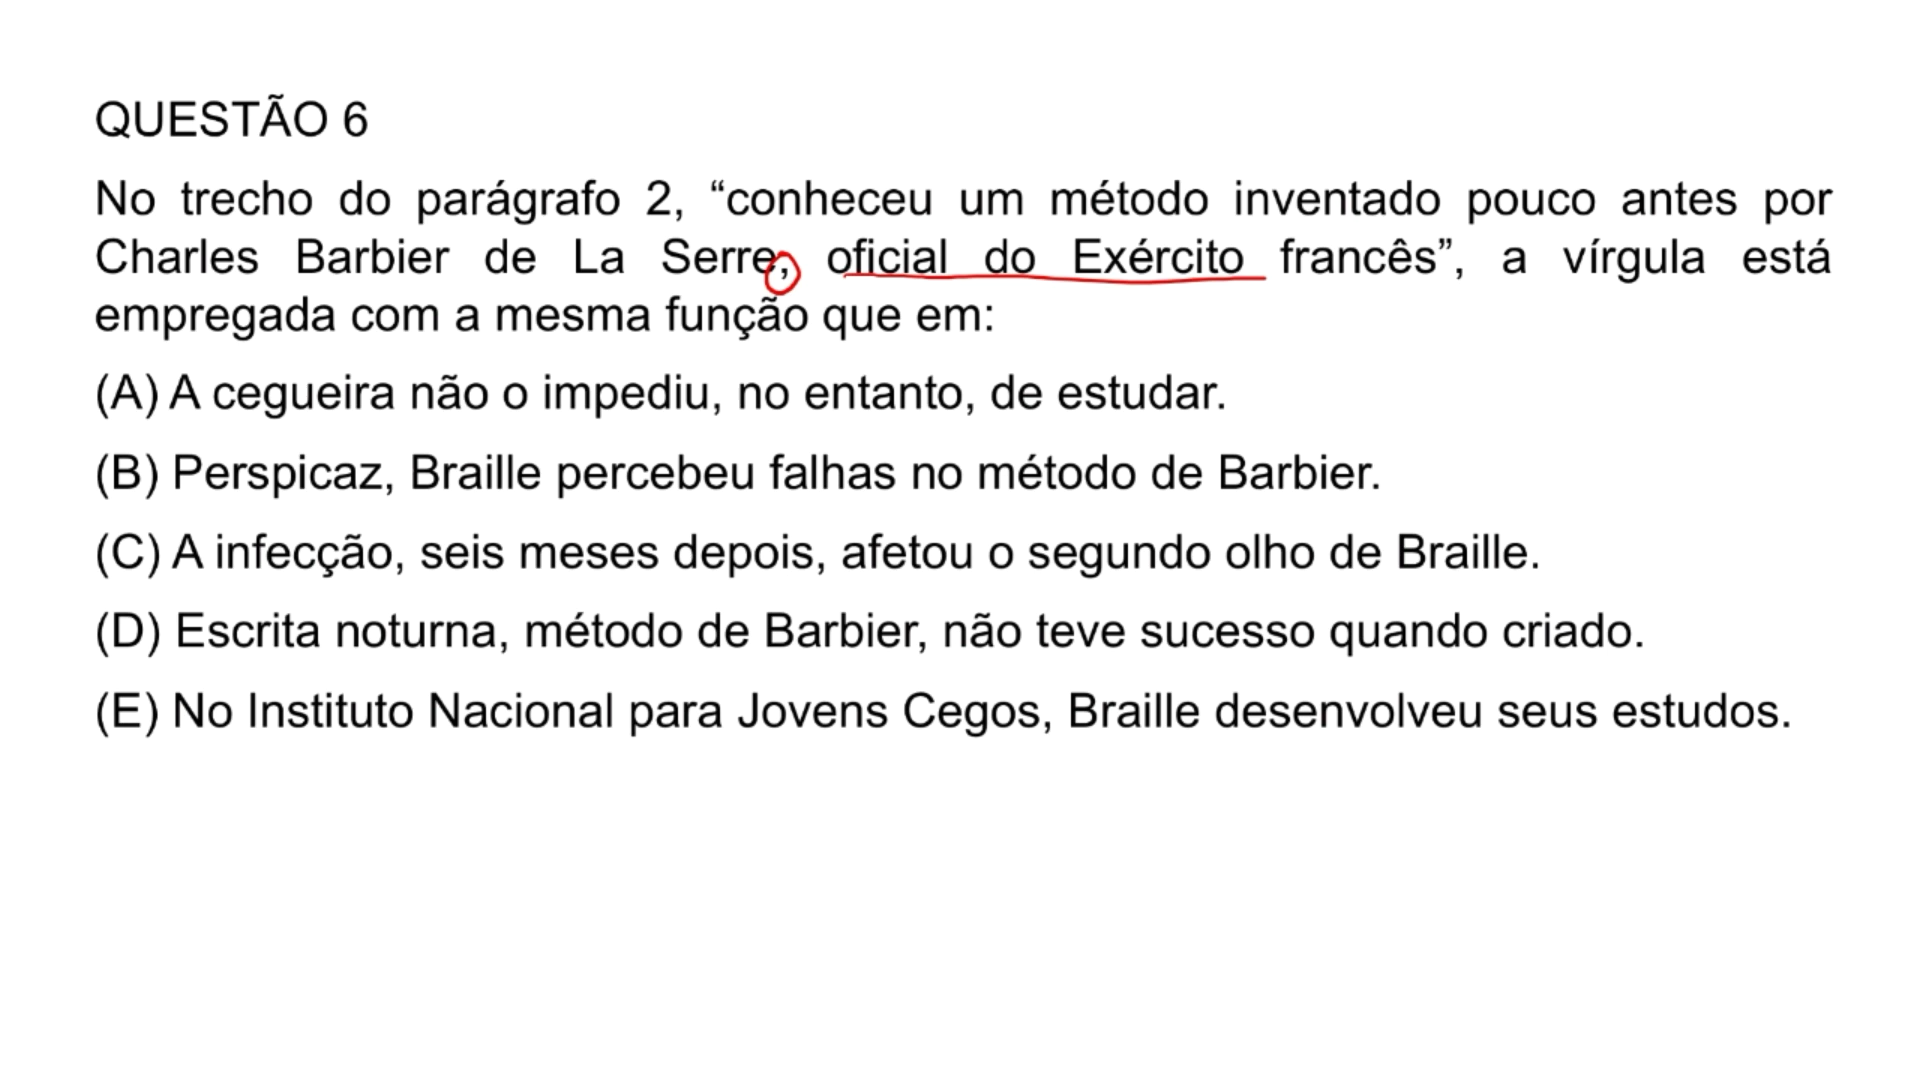 QUESTÃO 6
No trecho do parágrafo 2, “conheceu um método inventado pouco antes por
Charles Barbier de La Serre, oficial do Exército francês”, a vírgula está
empregada com a mesma função que em:
(A) A cegueira não o impediu, no entanto, de estudar.
(B) Perspicaz, Braille percebeu falhas no método de Barbier.
(C) A infecção, seis meses depois, afetou o segundo olho de Braille.
(D) Escrita noturna, método de Barbier, não teve sucesso quando criado.
(E) No Instituto Nacional para Jovens Cegos, Braille desenvolveu seus estudos.